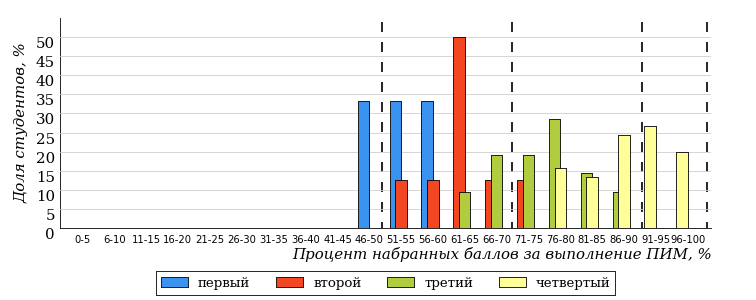 Доля студентов, %
50
45
40
35
30
25
20
15
10
5
0
0-5 6-10 11-15 16-20 21-25 26-30 31-35 36-40 41-45 46-50 51-55 56-60 61-65 66-70 71-75 76-80 81-85 86-90 91-95 96-100
Процент набранных баллов за выполнение ПИМ, %
первый второй третий четвертый